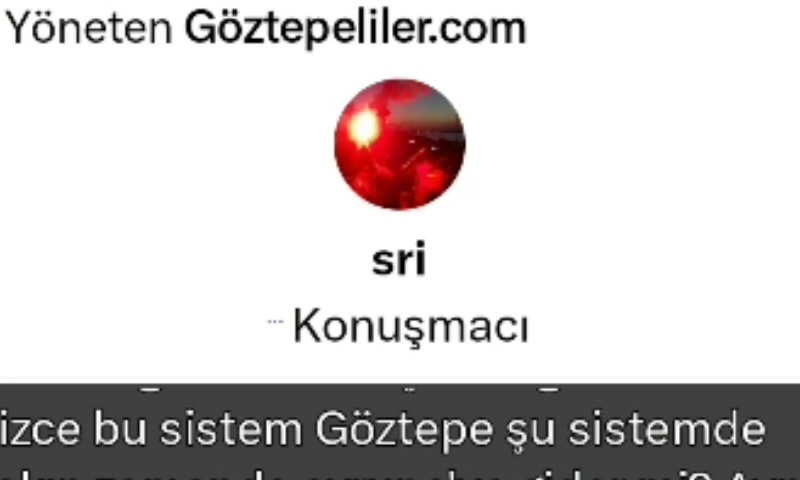 Yöneten Göztepeliler.com
sri
Konuşmacı
izce bu sistem Göztepe şu sistemde